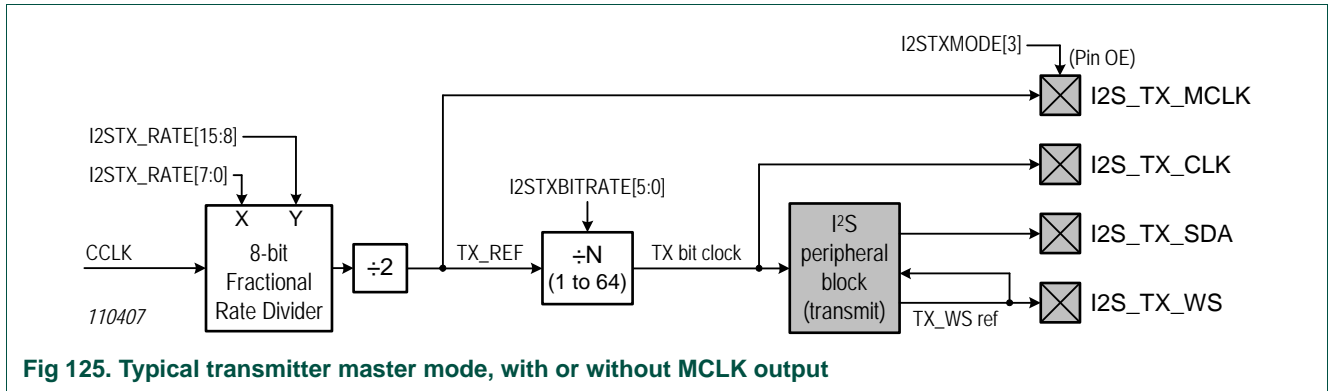 I2STXMODE[3]
(Pin OE)
I2S_TX_MCLK
I2STX_RATE[15:8]
I2STX_RATE[7:0]
I2S_TX_CLK
I2STXBITRATE[5:0]
X Y
8-bit
Fractional
Rate Divider
CCLK
÷2
TX_REF
÷N
(1 to 64)
TX bit clock
I²S
peripheral
block
(transmit)
I2S_TX_SDA
TX_WS ref
I2S_TX_WS
110407
Fig 125. Typical transmitter master mode, with or without MCLK output